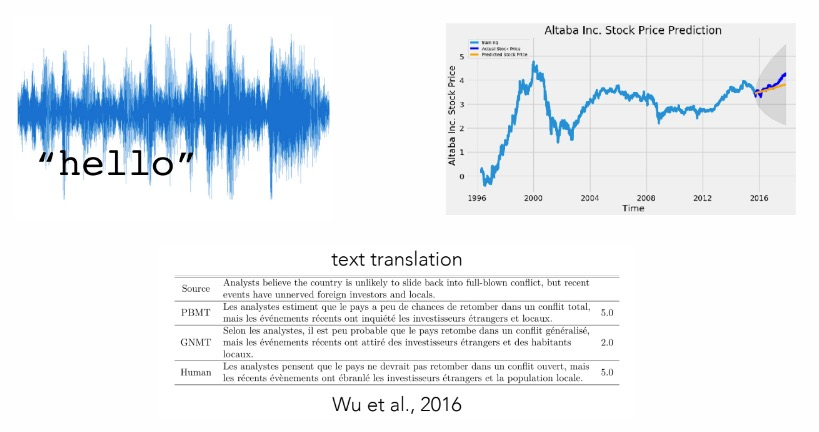 “hello”
Altaba Inc. Stock Price Prediction
Training
Actual Stock Price
Predicted Stock Price
Altaba Inc. Stock Price
5
4
3
2
1
0
1996 2000 2004 2008 2012 2016
Time
text translation
Source Analysts believe the country is unlikely to slide back into full-blown conflict, but recent
events have unnerved foreign investors and locals.
PBMT Les analystes estiment que le pays a peu de chances de retomber dans un conflit total, 5.0
mais les événements récents ont inquiété les investisseurs étrangers et locaux.
GNMT Selon les analystes, il est peu probable que le pays retombe dans un conflit généralisé, 2.0
mais les événements récents ont attiré des investisseurs étrangers et des habitants
locaux.
Human Les analystes pensent que le pays ne devrait pas retomber dans un conflit ouvert, mais 5.0
les récents évènements ont ébranlé les investisseurs étrangers et la population locale.
Wu et al., 2016